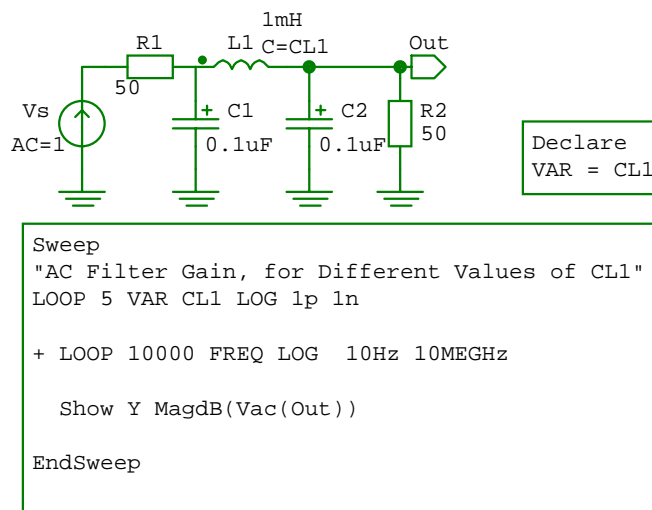 1mH
R1
L1
C=CL1
Out
50
Vs
+ C1
+ C2
R2
AC=1
0.1uF
0.1uF
50
Declare
VAR = CL1
Sweep
"AC Filter Gain, for Different Values of CL1"
LOOP 5 VAR CL1 LOG 1p 1n
+ LOOP 10000 FREQ LOG  10Hz 10MEGHz
Show Y MagdB(Vac(Out))
EndSweep